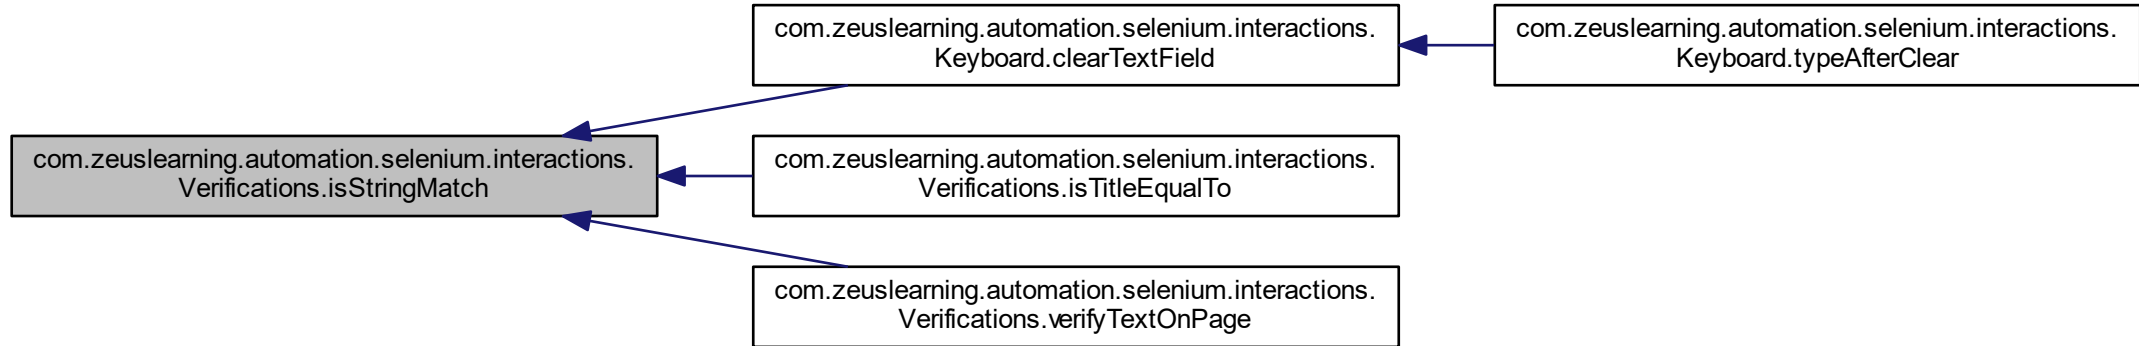 com.zeuslearning.automation.selenium.interactions.
Verifications.isStringMatch
com.zeuslearning.automation.selenium.interactions.
Keyboard.clearTextField
com.zeuslearning.automation.selenium.interactions.
Keyboard.typeAfterClear
com.zeuslearning.automation.selenium.interactions.
Verifications.isTitleEqualTo
com.zeuslearning.automation.selenium.interactions.
Verifications.verifyTextOnPage